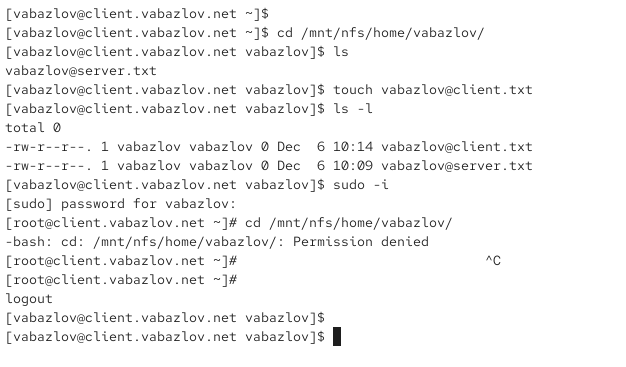 [vabazlov@client.vabazlov.net ~]$
[vabazlov@client.vabazlov.net ~]$ cd /mnt/nfs/home/vabazlov/
[vabazlov@client.vabazlov.net vabazlov]$ ls
vabazlov@server.txt
[vabazlov@client.vabazlov.net vabazlov]$ touch vabazlov@client.txt
[vabazlov@client.vabazlov.net vabazlov]$ ls -l
total 0
-rw-r--r--. 1 vabazlov vabazlov 0 Dec  6 10:14 vabazlov@client.txt
-rw-r--r--. 1 vabazlov vabazlov 0 Dec  6 10:09 vabazlov@server.txt
[vabazlov@client.vabazlov.net vabazlov]$ sudo -i
[sudo] password for vabazlov:
[root@client.vabazlov.net ~]# cd /mnt/nfs/home/vabazlov/
-bash: cd: /mnt/nfs/home/vabazlov/: Permission denied
[root@client.vabazlov.net ~]#                               ^C
[root@client.vabazlov.net ~]#
logout
[vabazlov@client.vabazlov.net vabazlov]$
[vabazlov@client.vabazlov.net vabazlov]$